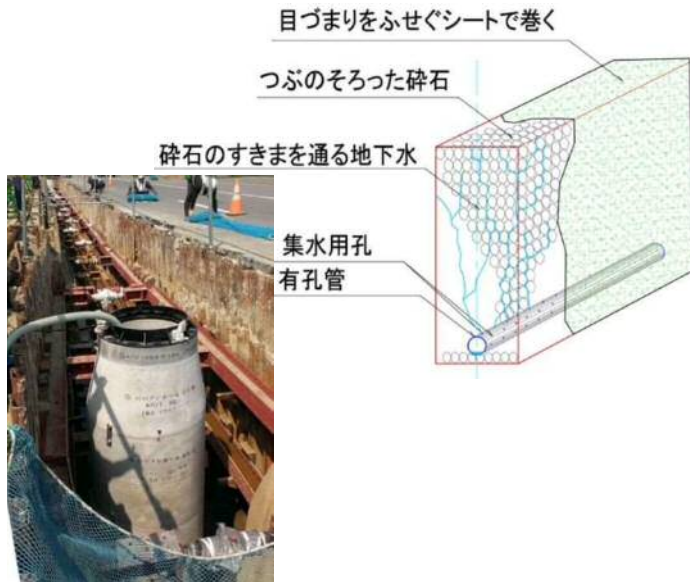 目づまりをふせぐシートで巻く
つぶのそろった砕石
砕石のすきまを通る地下水
集水用孔
有孔管